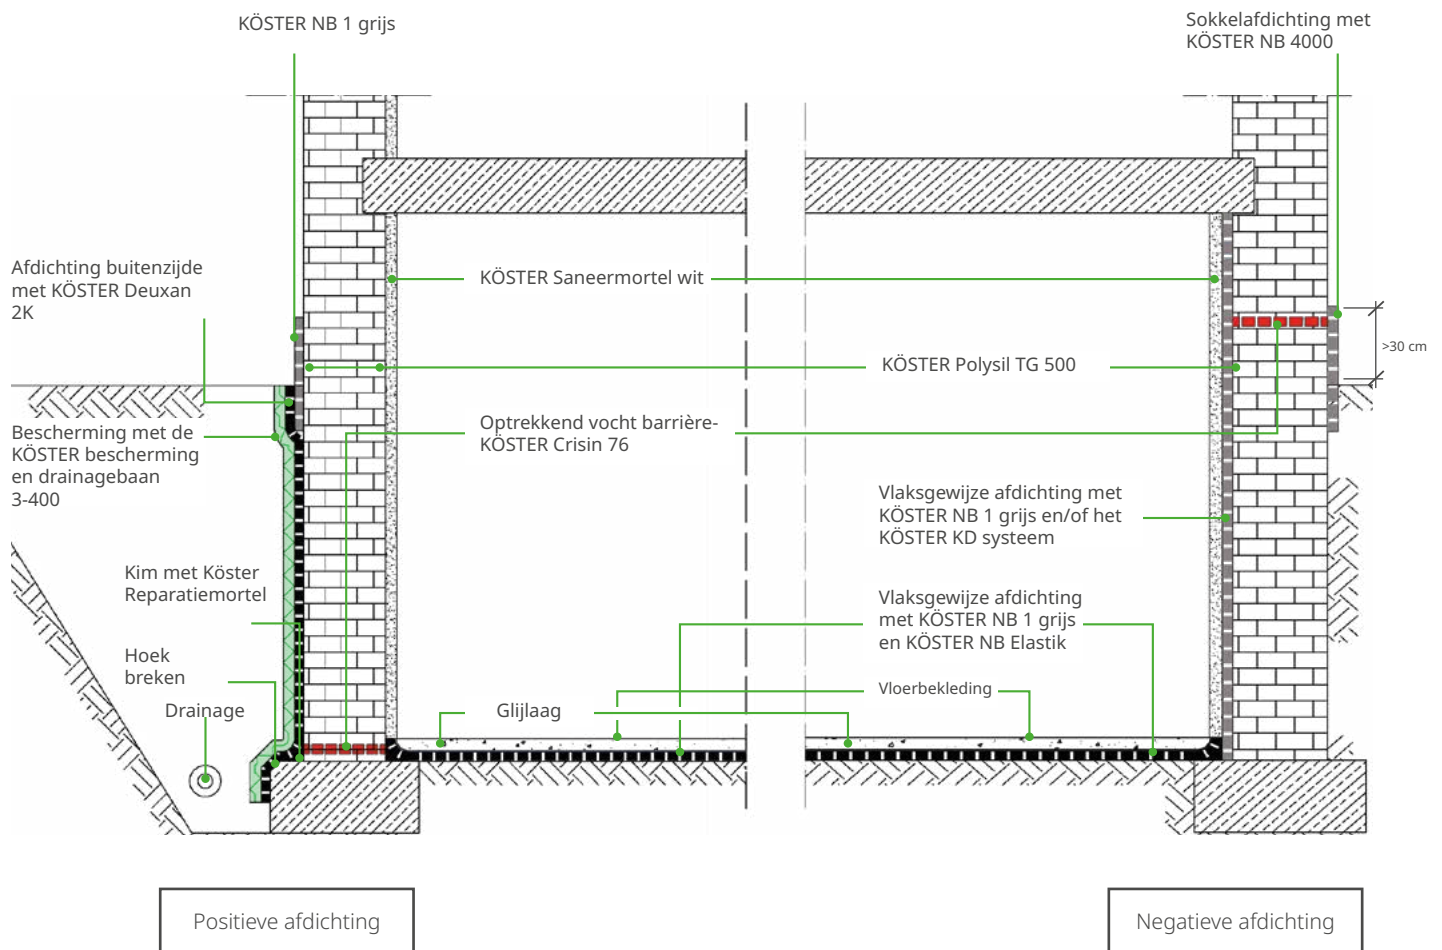 KÖSTER NB 1 grijs
Sokkelafdichting met
KÖSTER NB 4000
Afdichting buitenzijde
met KÖSTER Deuxan
2K
KÖSTER Saneermortel wit
>30 cm
KÖSTER Polysil TG 500
Bescherming met de
KÖSTER bescherming
en drainagebaan
3-400
Optrekkend vocht barrière-
KÖSTER Crisin 76
Vlaksgewijze afdichting met
KÖSTER NB 1 grijs en/of het
KÖSTER KD systeem
Kim met Köster
Reparatiemortel
Vlaksgewijze afdichting
met KÖSTER NB 1 grijs
en KÖSTER NB Elastik
Hoek
breken
Vloerbekleding
Drainage
Glijlaag
Positieve afdichting
Negatieve afdichting